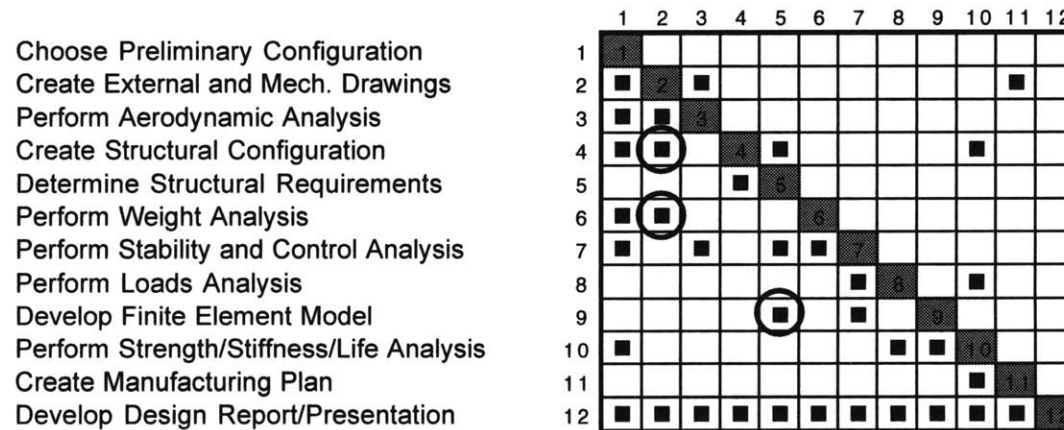 1 2 3 4 5 6 7 8 9 10 11 12
Choose Preliminary Configuration 1 1
Create External and Mech. Drawings 2 2
Perform Aerodynamic Analysis 3 3
Create Structural Configuration 4 4
Determine Structural Requirements 5 5
Perform Weight Analysis 6 6
Perform Stability and Control Analysis 7 7
Perform Loads Analysis 8 8
Develop Finite Element Model 9 9
Perform Strength/Stiffness/Life Analysis 10 10
Create Manufacturing Plan 11 11
Develop Design Report/Presentation 12